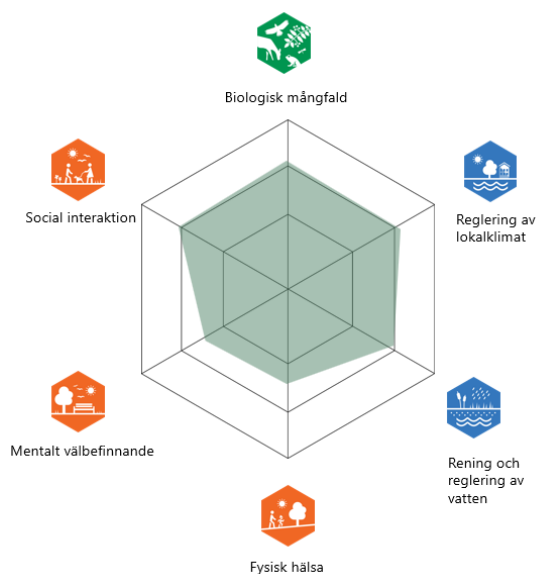 Biologisk mångfald
Social interaktion
Reglering av
lokalklimat
Mentalt välbefinnande
Rening och
reglering av
vatten
Fysisk hälsa